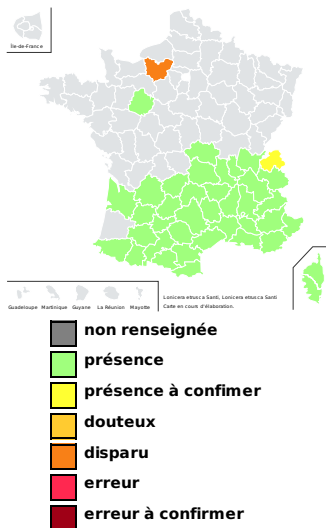 Île-de-France
Guadeloupe Martinique Guyane La Réunion Mayotte
Lonicera etrusca Santi, Lonicera etrusca Santi
Carte en cours d'élaboration.
non renseignée
présence
présence à confimer
douteux
disparu
erreur
erreur à confirmer